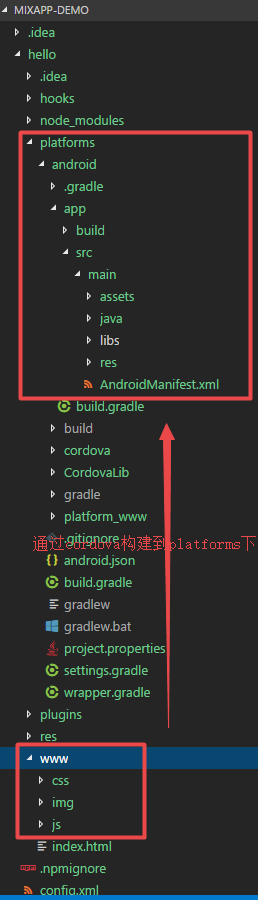 MIXAPP-DEMO
.idea
hello
.idea
hooks
node_modules
platforms
android
.gradle
app
build
src
main
assets
java
libs
res
AndroidManifest.xml
build.gradle
build
cordova
CordovaLib
gradle
platform_www
.gitignore
通过cordova构建到platforms下
android.json
build.gradle
gradlew
gradlew.bat
project.properties
settings.gradle
wrapper.gradle
plugins
res
www
css
img
js
index.html
.npmignore
config.xml